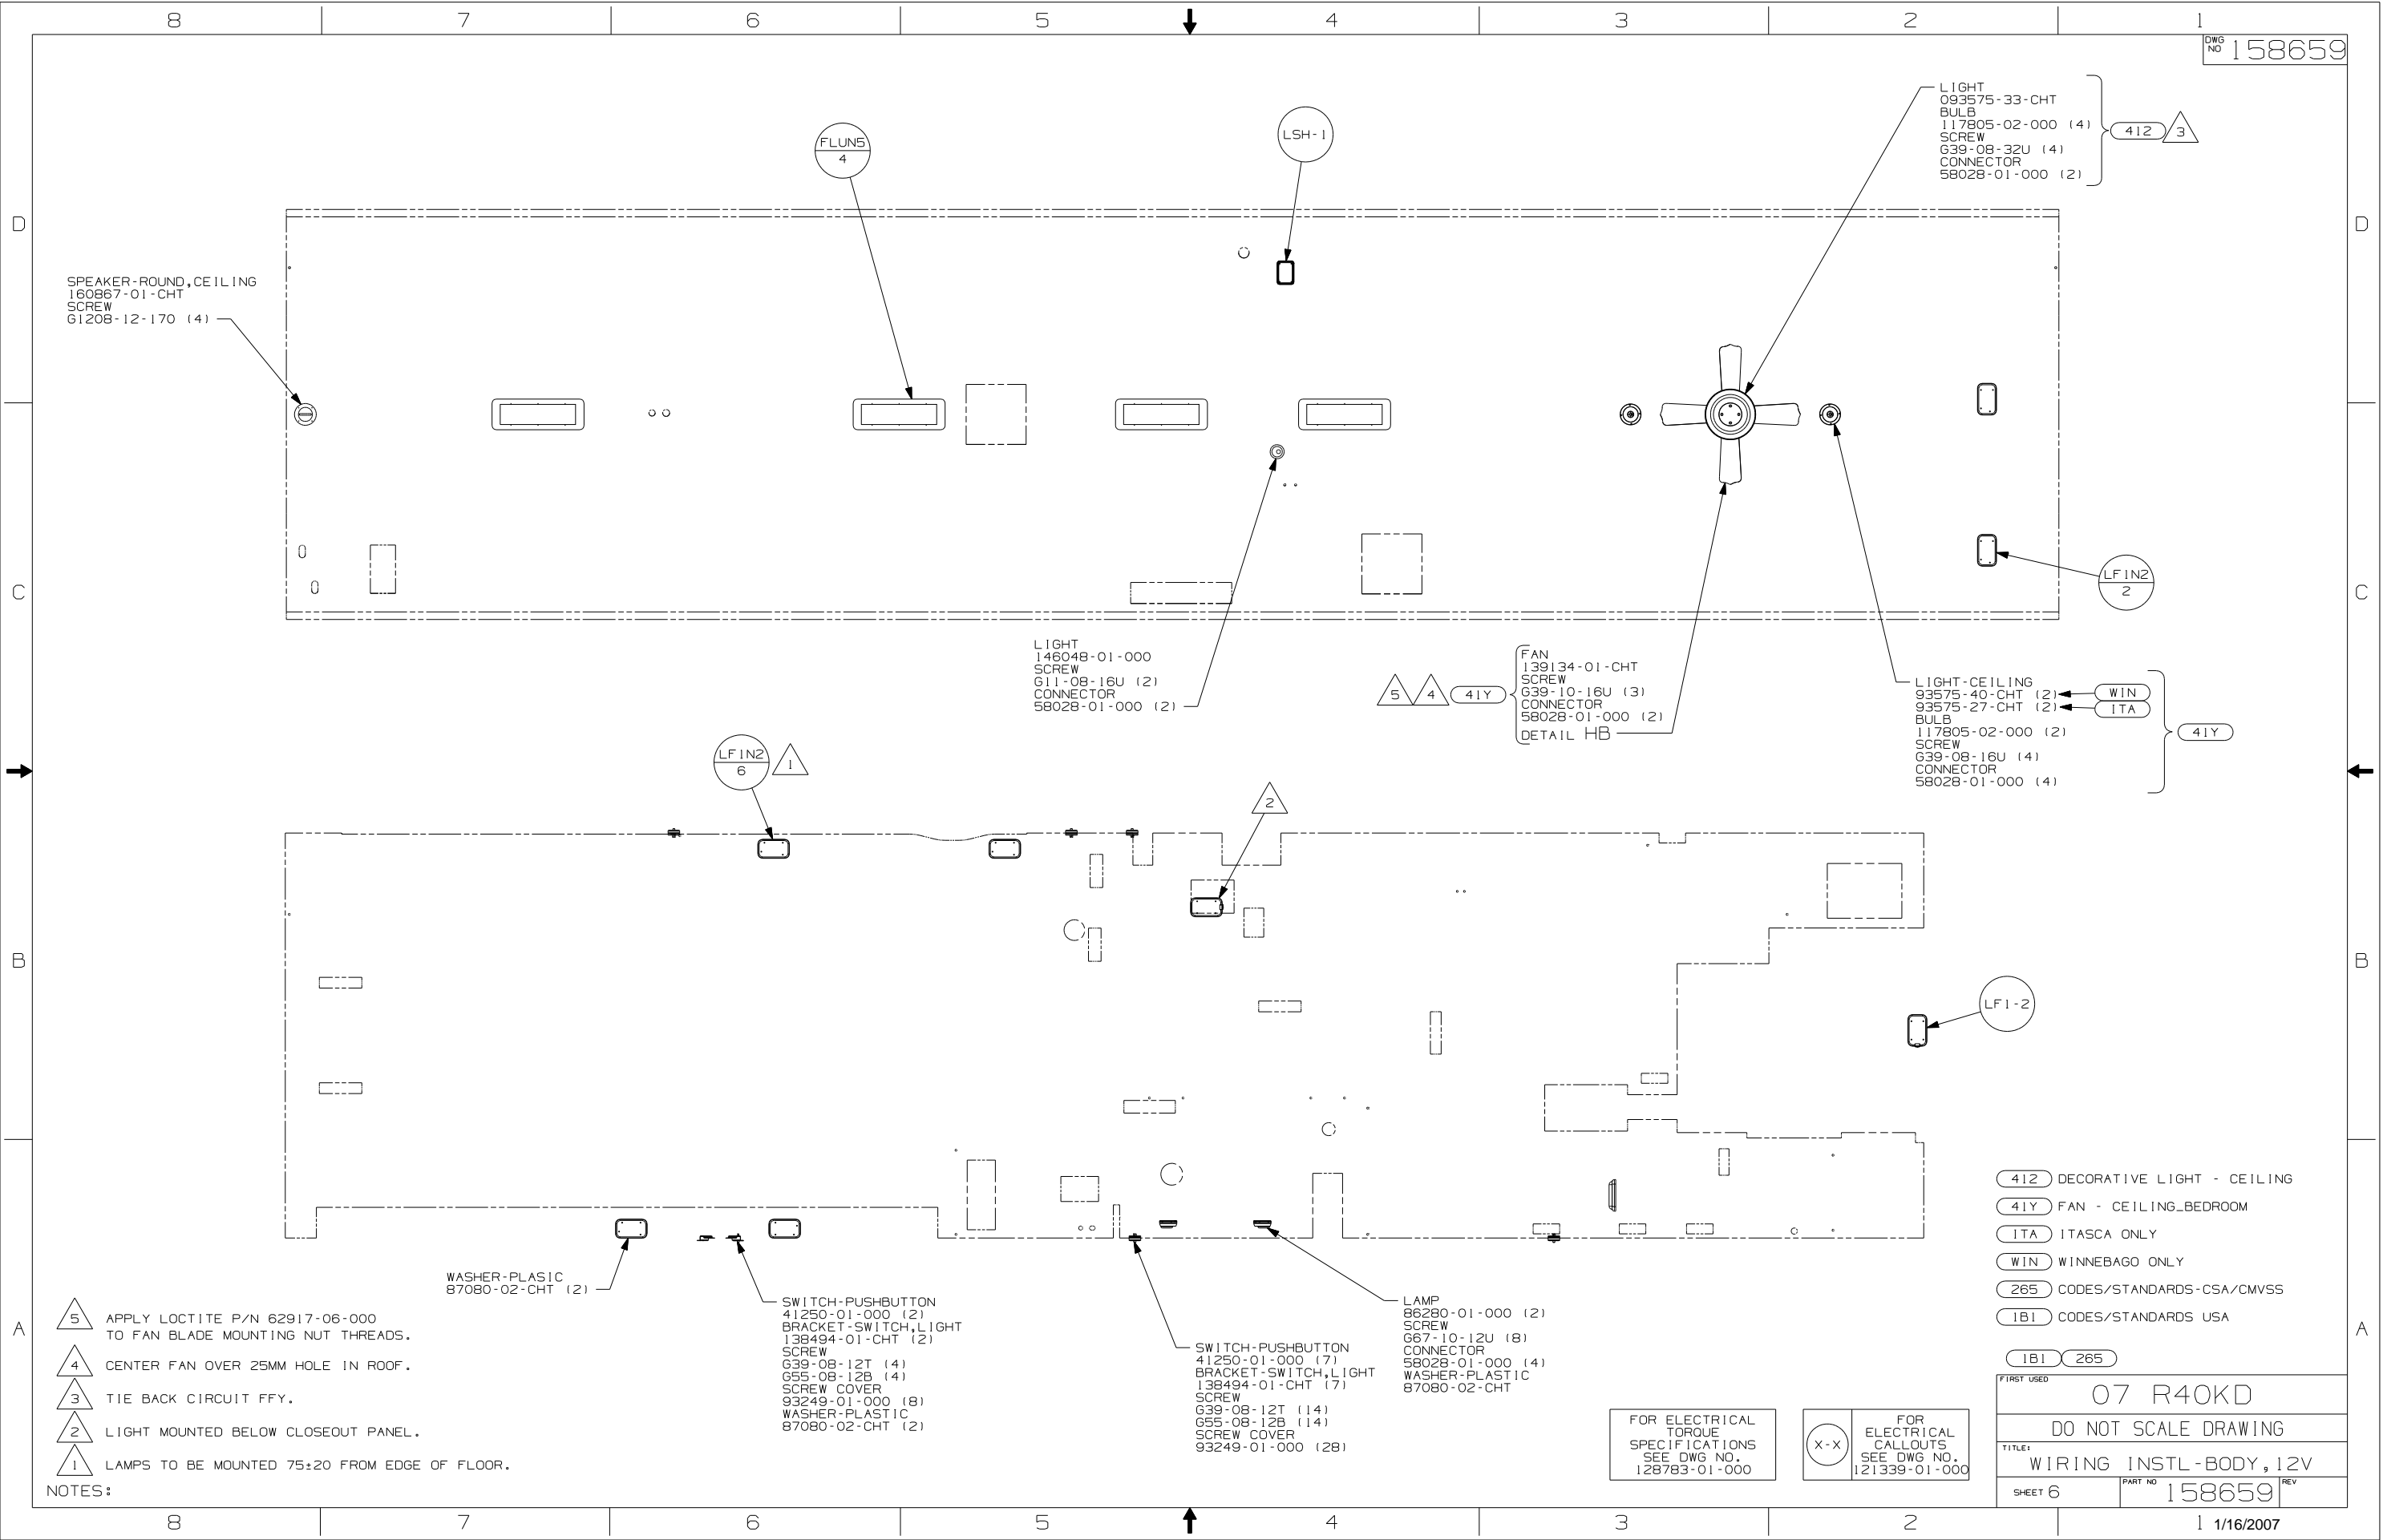 8 7 6 5 4 3 2 1
DWG NO 158659
D
D
C
C
B
B
A
A
FLUN5
4
LSH-1
LIGHT
093575-33-CHT
BULB
117805-02-000 (4)
SCREW
G39-08-32U (4)
CONNECTOR
58028-01-000 (2)
412
3
SPEAKER-ROUND,CEILING
160867-01-CHT
SCREW
G1208-12-170 (4)
LF1N2
2
LIGHT
146048-01-000
SCREW
G11-08-16U (2)
CONNECTOR
58028-01-000 (2)
5
4
41Y
FAN
139134-01-CHT
SCREW
G39-10-16U (3)
CONNECTOR
58028-01-000 (2)
DETAIL HB
LIGHT-CEILING
93575-40-CHT (2) WIN
93575-27-CHT (2) ITA
BULB
117805-02-000 (2)
SCREW
G39-08-16U (4)
CONNECTOR
58028-01-000 (4)
41Y
LF1N2
6
1
2
LF1-2
WASHER-PLASIC
87080-02-CHT (2)
SWITCH-PUSHBUTTON
41250-01-000 (2)
BRACKET-SWITCH,LIGHT
138494-01-CHT (2)
SCREW
G39-08-12T (4)
G55-08-12B (4)
SCREW COVER
93249-01-000 (8)
WASHER-PLASTIC
87080-02-CHT (2)
SWITCH-PUSHBUTTON
41250-01-000 (7)
BRACKET-SWITCH,LIGHT
138494-01-CHT (7)
SCREW
G39-08-12T (14)
G55-08-12B (14)
SCREW COVER
93249-01-000 (28)
LAMP
86280-01-000 (2)
SCREW
G67-10-12U (8)
CONNECTOR
58028-01-000 (4)
WASHER-PLASTIC
87080-02-CHT
5 APPLY LOCTITE P/N 62917-06-000
TO FAN BLADE MOUNTING NUT THREADS.
4 CENTER FAN OVER 25MM HOLE IN ROOF.
3 TIE BACK CIRCUIT FFY.
2 LIGHT MOUNTED BELOW CLOSEOUT PANEL.
1 LAMPS TO BE MOUNTED 75±20 FROM EDGE OF FLOOR.
NOTES:
412 DECORATIVE LIGHT - CEILING
41Y FAN - CEILING_BEDROOM
ITA ITASCA ONLY
WIN WINNEBAGO ONLY
265 CODES/STANDARDS-CSA/CMVSS
1B1 CODES/STANDARDS USA
1B1 265
FOR ELECTRICAL
TORQUE
SPECIFICATIONS
SEE DWG NO.
128783-01-000
X-X
FOR
ELECTRICAL
CALLOUTS
SEE DWG NO.
121339-01-000
FIRST USED
07 R40KD
DO NOT SCALE DRAWING
TITLE:
WIRING INSTL-BODY,12V
SHEET 6
PART NO 158659
REV
8 7 6 5 4 3 2 1
1/16/2007